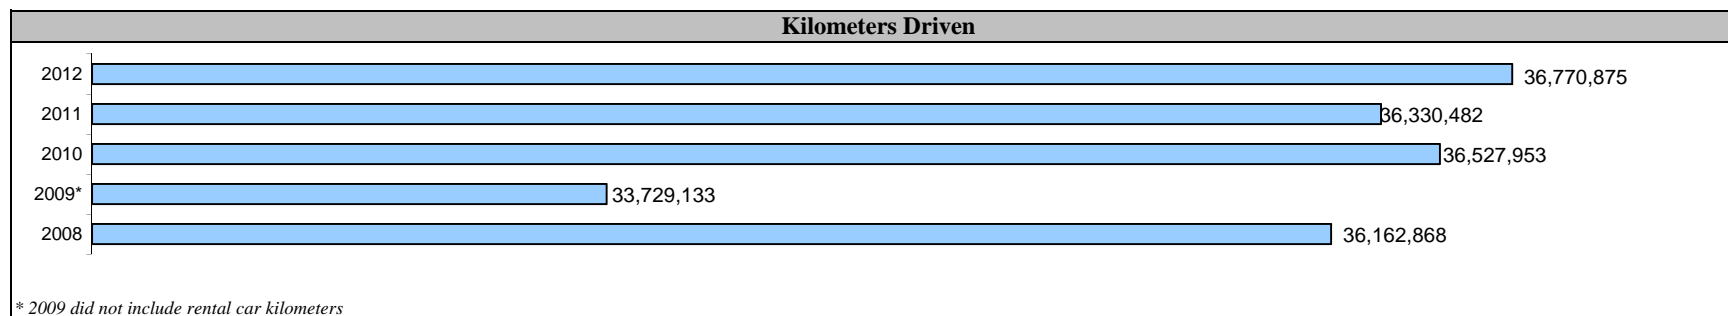 Kilometers Driven
2012 36,770,875
2011 36,330,482
2010 36,527,953
2009* 33,729,133
2008 36,162,868
* 2009 did not include rental car kilometers